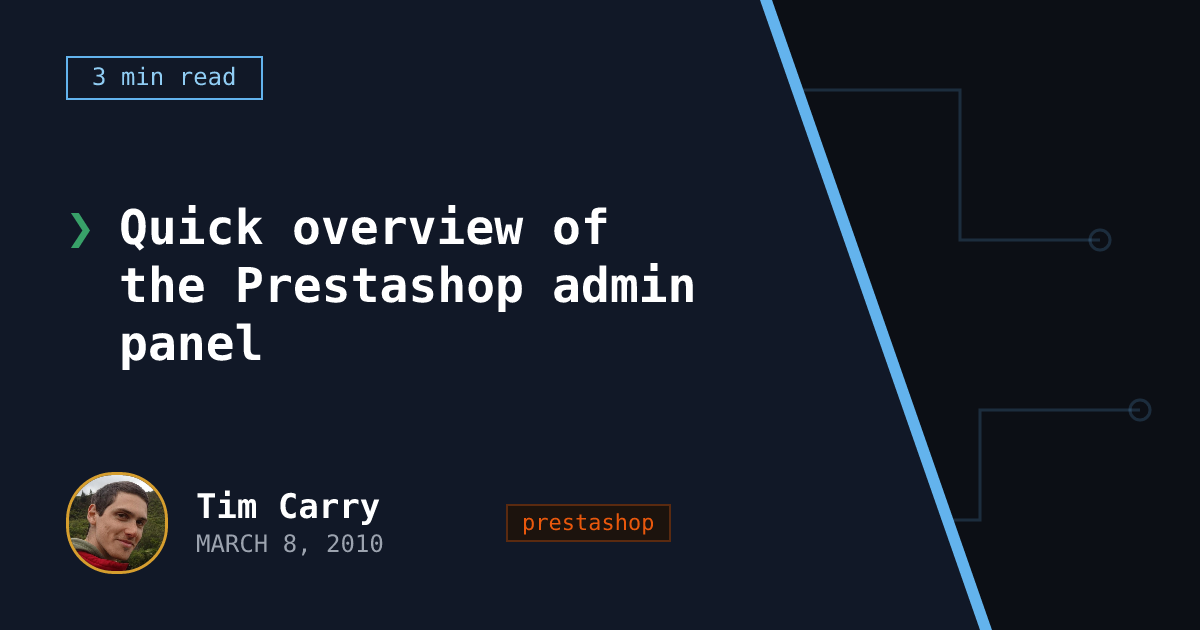 3 min read
❯ Quick overview of
the Prestashop admin
panel
Tim Carry
MARCH 8, 2010
prestashop